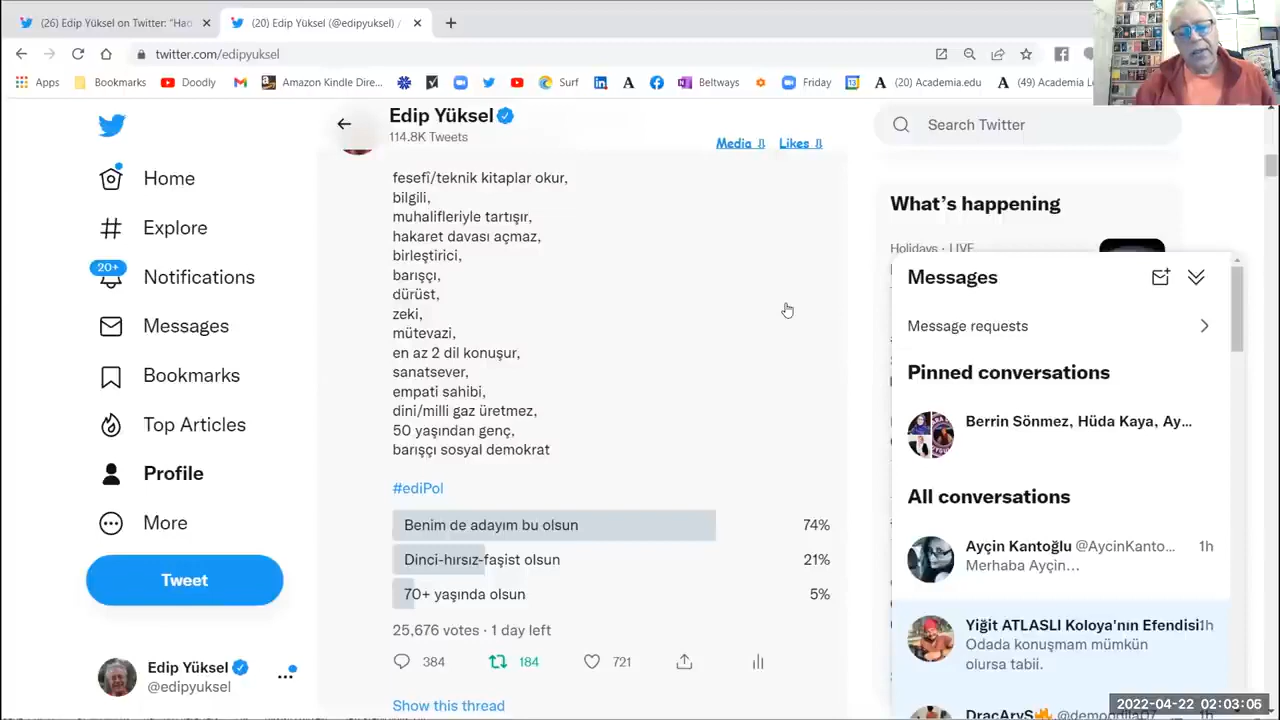 (26) Edip Yüksel on Twitter: "Hao
(20) Edip Yüksel (@edipyuksel) /
twitter.com/edipyuksel
Apps
Bookmarks
Doodly
Amazon Kindle Dire...
Surf
Beltways
Friday
(20) Academia.edu
(49) Academia L
Edip Yüksel
114.8K Tweets
Media ⇩
Likes ⇩
Search Twitter
Home
Explore
20+
Notifications
Messages
Bookmarks
Top Articles
Profile
More
Tweet
Edip Yüksel
@edipyuksel
fesefî/teknik kitaplar okur,
bilgili,
muhalifleriyle tartışır,
hakaret davası açmaz,
birleştirici,
barışçı,
dürüst,
zeki,
mütevazi,
en az 2 dil konuşur,
sanatsever,
empati sahibi,
dini/milli gaz üretmez,
50 yaşından genç,
barışçı sosyal demokrat
#ediPol
Benim de adayım bu olsun 74%
Dinci-hırsız-faşist olsun 21%
70+ yaşında olsun 5%
25,676 votes · 1 day left
384 184 721
Show this thread
What's happening
Holidays · LIVE
Messages
Message requests
Pinned conversations
Berrin Sönmez, Hüda Kaya, Ay...
All conversations
Ayçin Kantoğlu @AycinKanto... 1h
Merhaba Ayçin...
Yiğit ATLASLI Koloya'nın Efendisi 1h
Odada konuşmam mümkün
olursa tabii.
2022-04-22 02:03:06